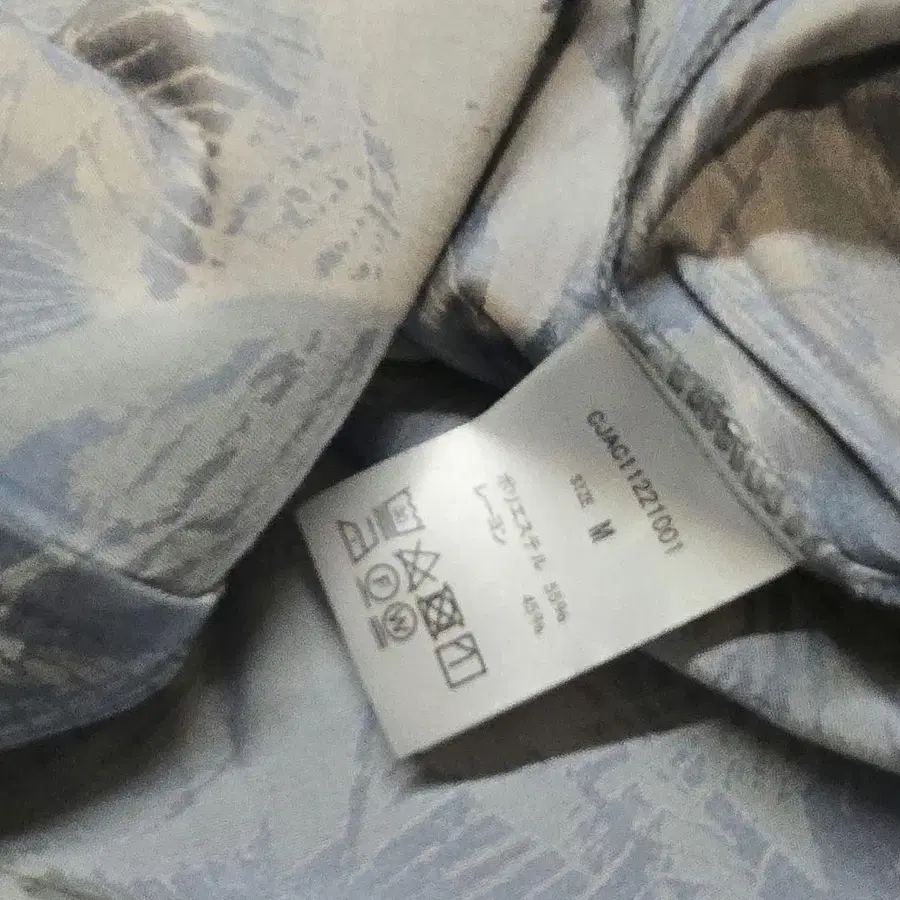 GJAC11221001
SIZE M
ポリエステル 55%
レーヨン 45%
F
W